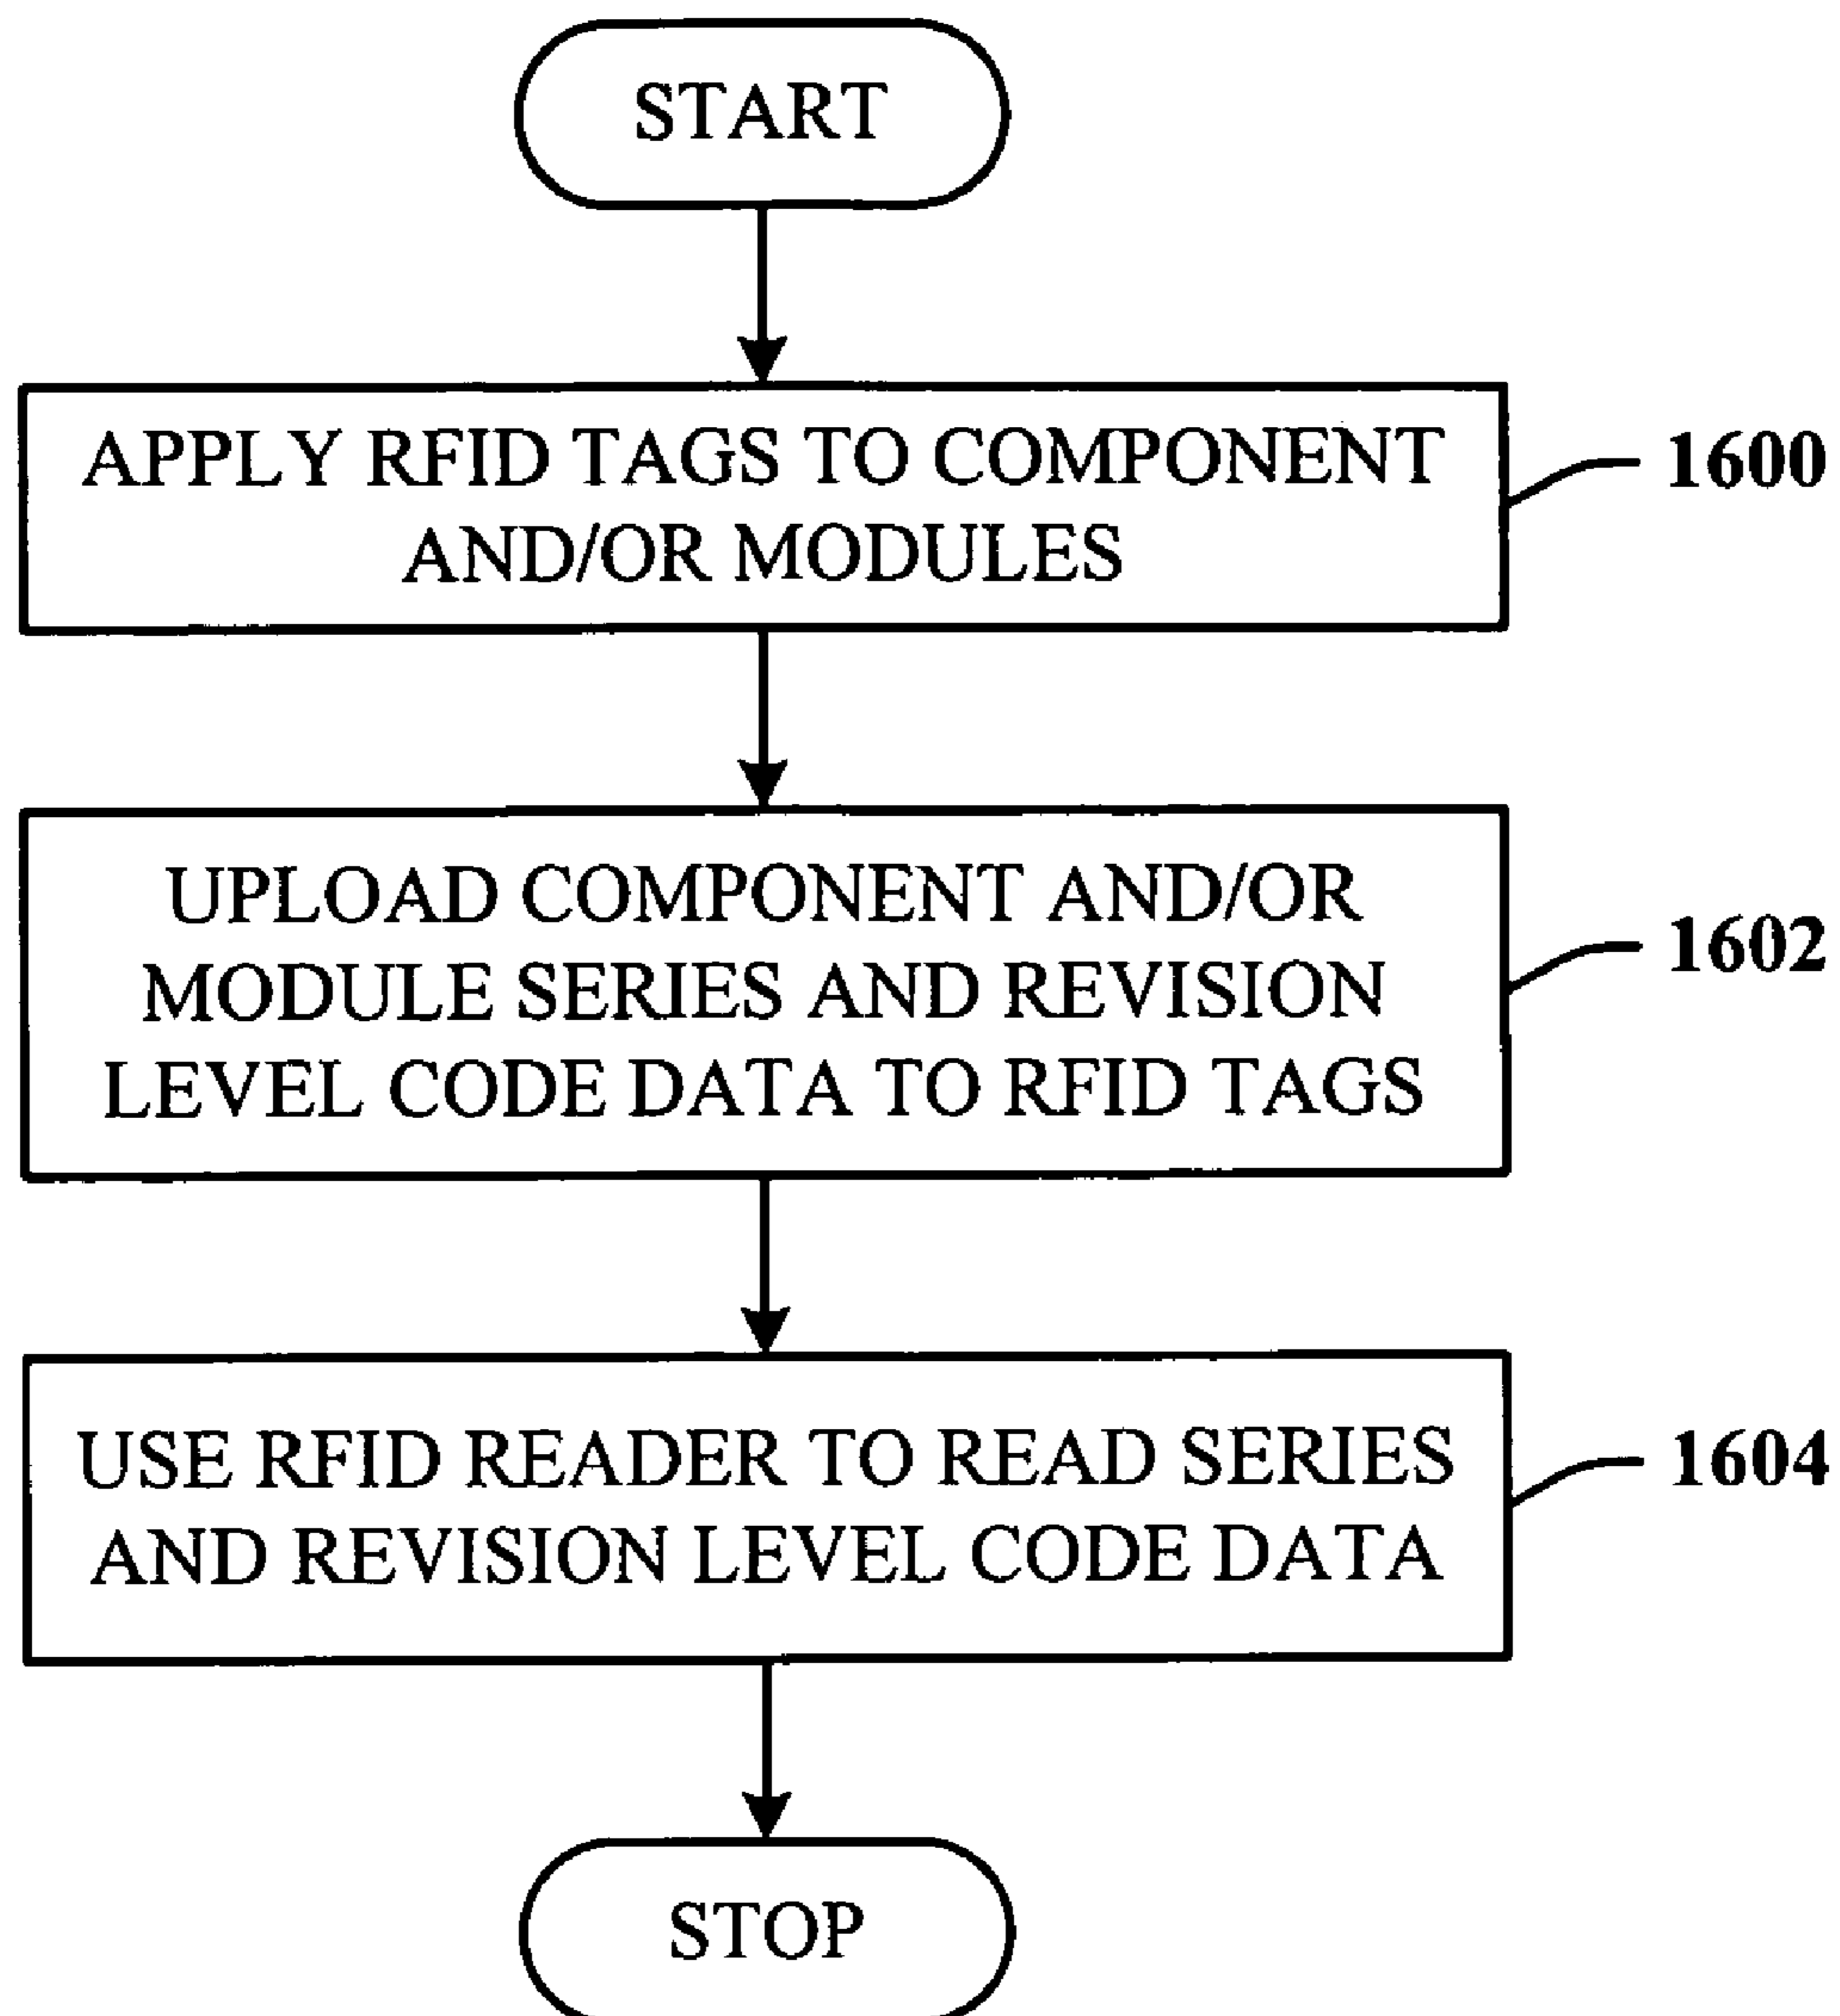 START
APPLY RFID TAGS TO COMPONENT
AND/OR MODULES
1600
UPLOAD COMPONENT AND/OR
MODULE SERIES AND REVISION
LEVEL CODE DATA TO RFID TAGS
1602
USE RFID READER TO READ SERIES
AND REVISION LEVEL CODE DATA
1604
STOP